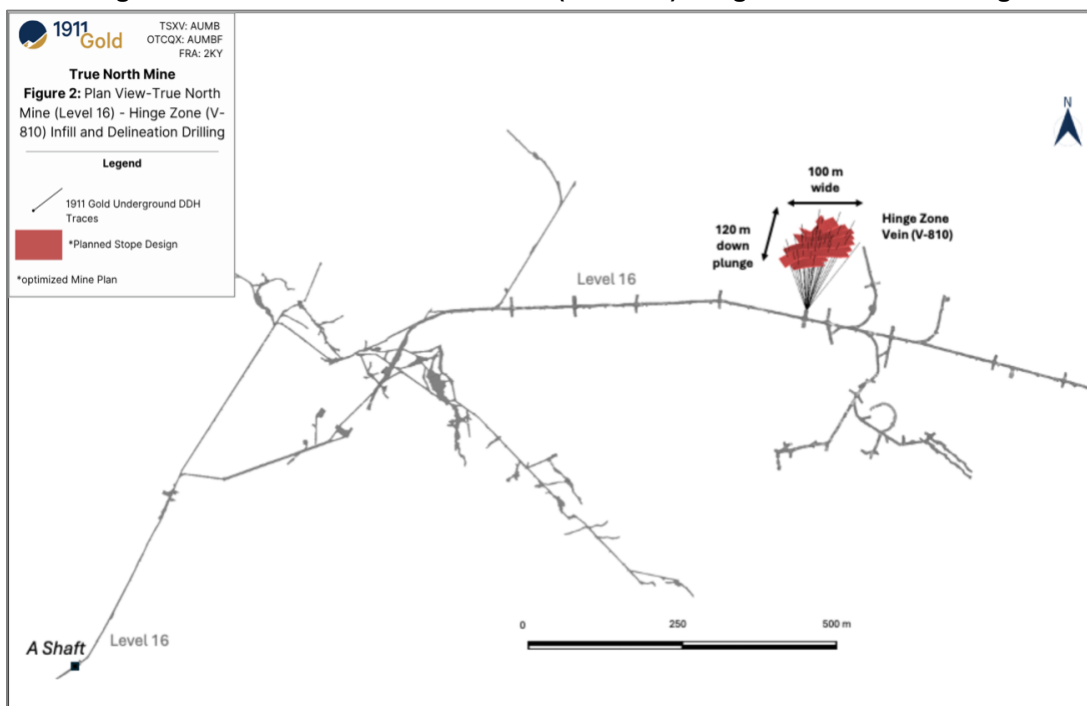 1911
Gold
TSXV: AUMB
OTCQX: AUMBF
FRA: 2KY
True North Mine
Figure 2: Plan View-True North
Mine (Level 16) - Hinge Zone (V-
810) Infill and Delineation Drilling
Legend
1911 Gold Underground DDH
Traces
*Planned Stope Design
*optimized Mine Plan
N
100 m
wide
120 m
down
plunge
Hinge Zone
Vein (V-810)
Level 16
A Shaft
Level 16
0
250
500 m